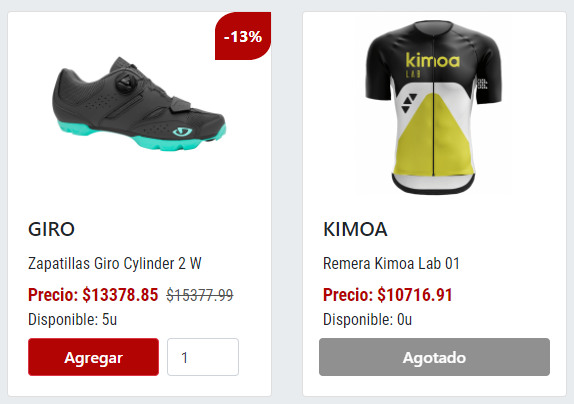 -13%
GIRO
Zapatillas Giro Cylinder 2 W
Precio: $13378.85 $15377.99
Disponible: 5u
Agregar 1
kimoa
LAB
KIMOA
Remera Kimoa Lab 01
Precio: $10716.91
Disponible: 0u
Agotado